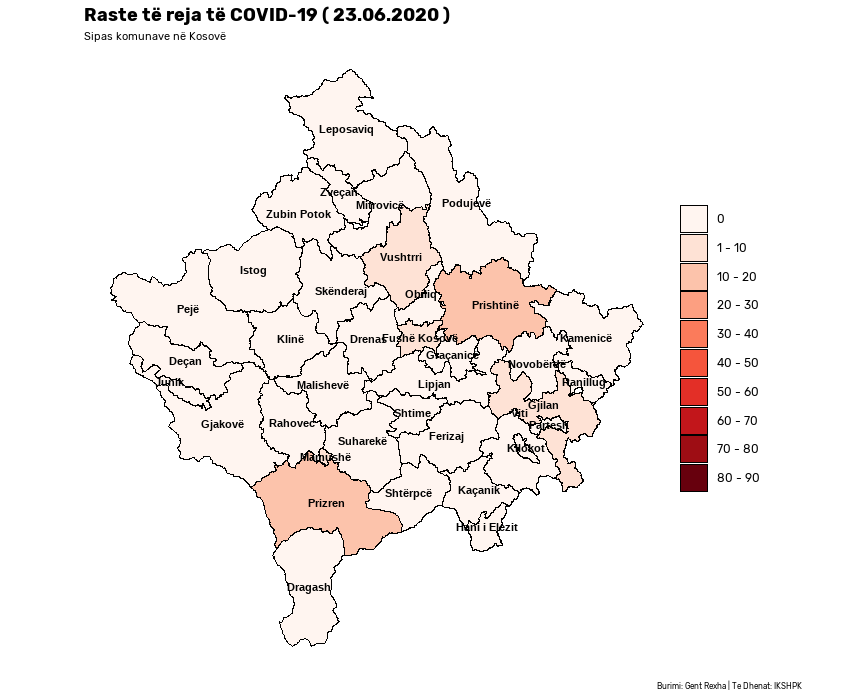 Raste të reja të COVID-19 ( 23.06.2020 )
Sipas komunave në Kosovë
Leposaviq
Zveçan
Mitrovicë
Podujevë
Zubin Potok
Vushtrri
Istog
Skënderaj
Obiliq
Prishtinë
Pejë
Klinë
Drenas
Fushë Kosovë
Kamenicë
Graçanicë
Deçan
Novobërdë
Junik
Malishevë
Lipjan
Ranillug
Gjilan
Shtime
Viti
Gjakovë
Rahovec
Partesh
Suharekë
Ferizaj
Kllokot
Mamushë
Shtërpcë
Kaçanik
Prizren
Hani i Elezit
Dragash
0
1 - 10
10 - 20
20 - 30
30 - 40
40 - 50
50 - 60
60 - 70
70 - 80
80 - 90
Burimi: Gent Rexha | Te Dhenat: IKSHPK